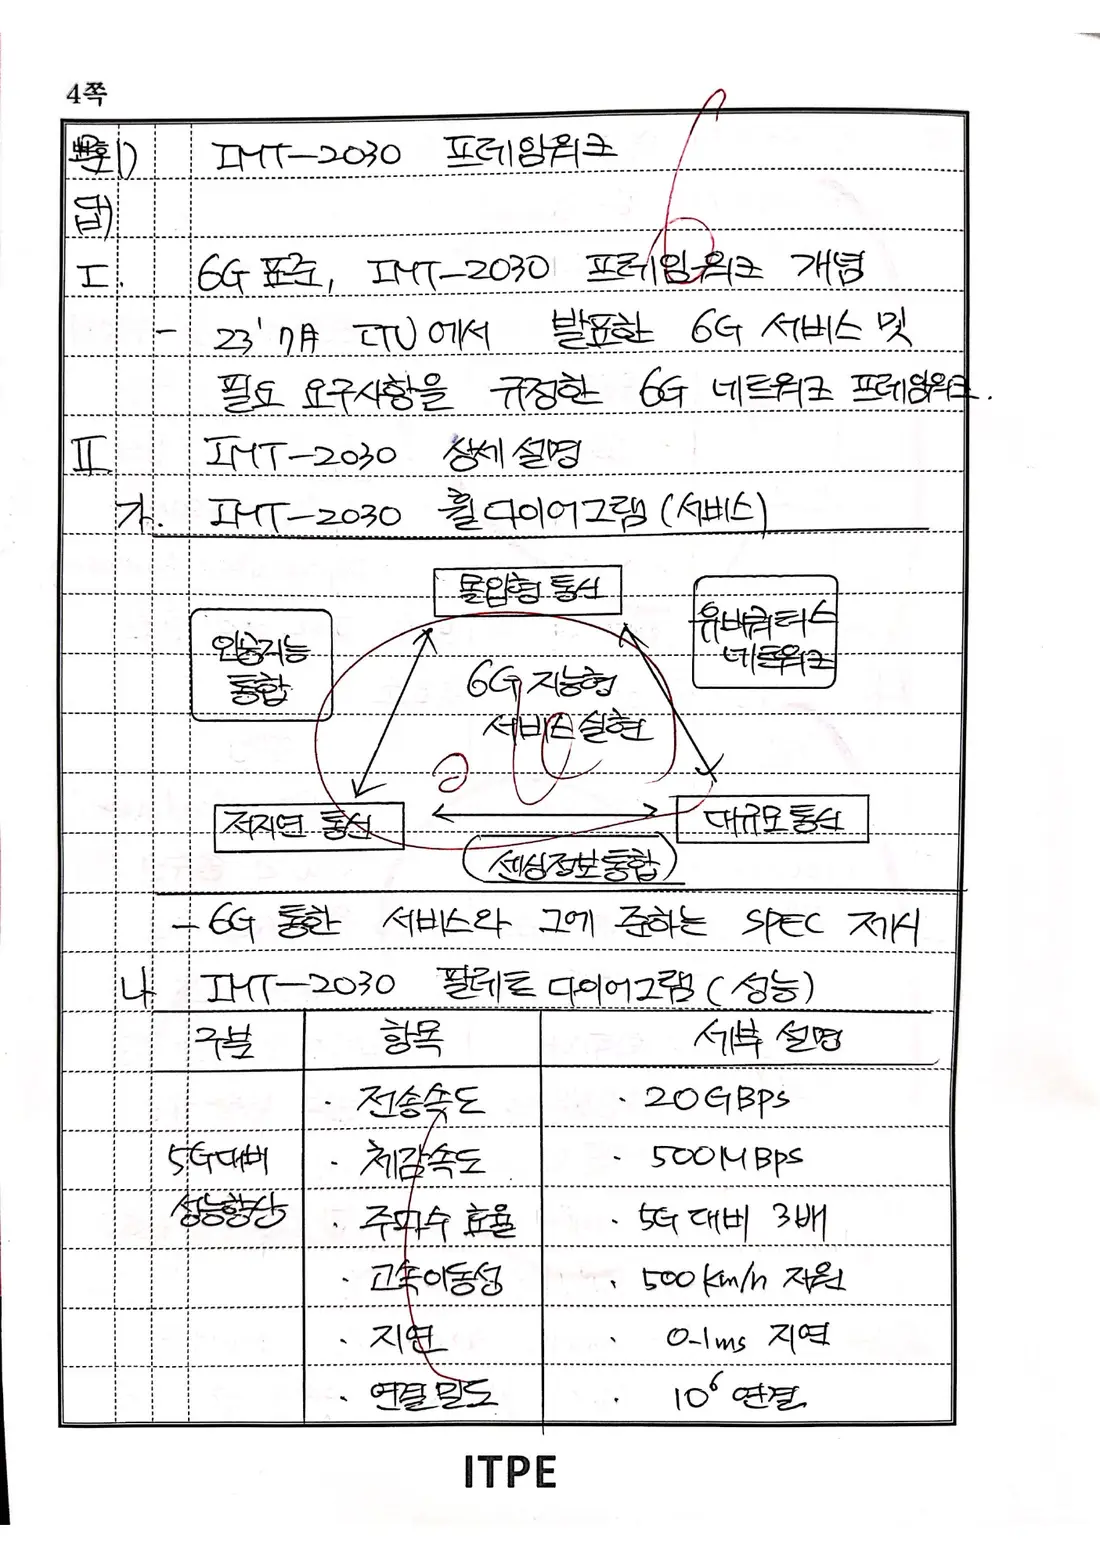 4쪽
1) IMT-2030 프레임워크
답)
I. 6G 표준, IMT-2030 프레임워크 개념
- 23'7月 ITU에서 발표한 6G 서비스 및
필요 요구사항을 규정한 6G 네트워크 프레임워크.
II IMT-2030 상세 설명
가. IMT-2030 휠 다이어그램 (서비스)
몰입형 통신
유비쿼터스
네트워크
인공지능
통합
6G 지능형
서비스 실현
저지연 통신
대규모 통신
센싱정보통합
- 6G 통한 서비스와 그에 준하는 SPEC 제시
나 IMT-2030 팔레트 다이어그램 (성능)
구분 항목 세부 설명
· 전송속도 · 20GBps
5G대비 · 체감속도 · 500MBps
성능향상 · 주파수 효율 · 5G 대비 3배
· 고속이동성 · 500km/h 지원
· 지연 0.1ms 지연
· 연결밀도 · 10⁶ 연결
ITPE